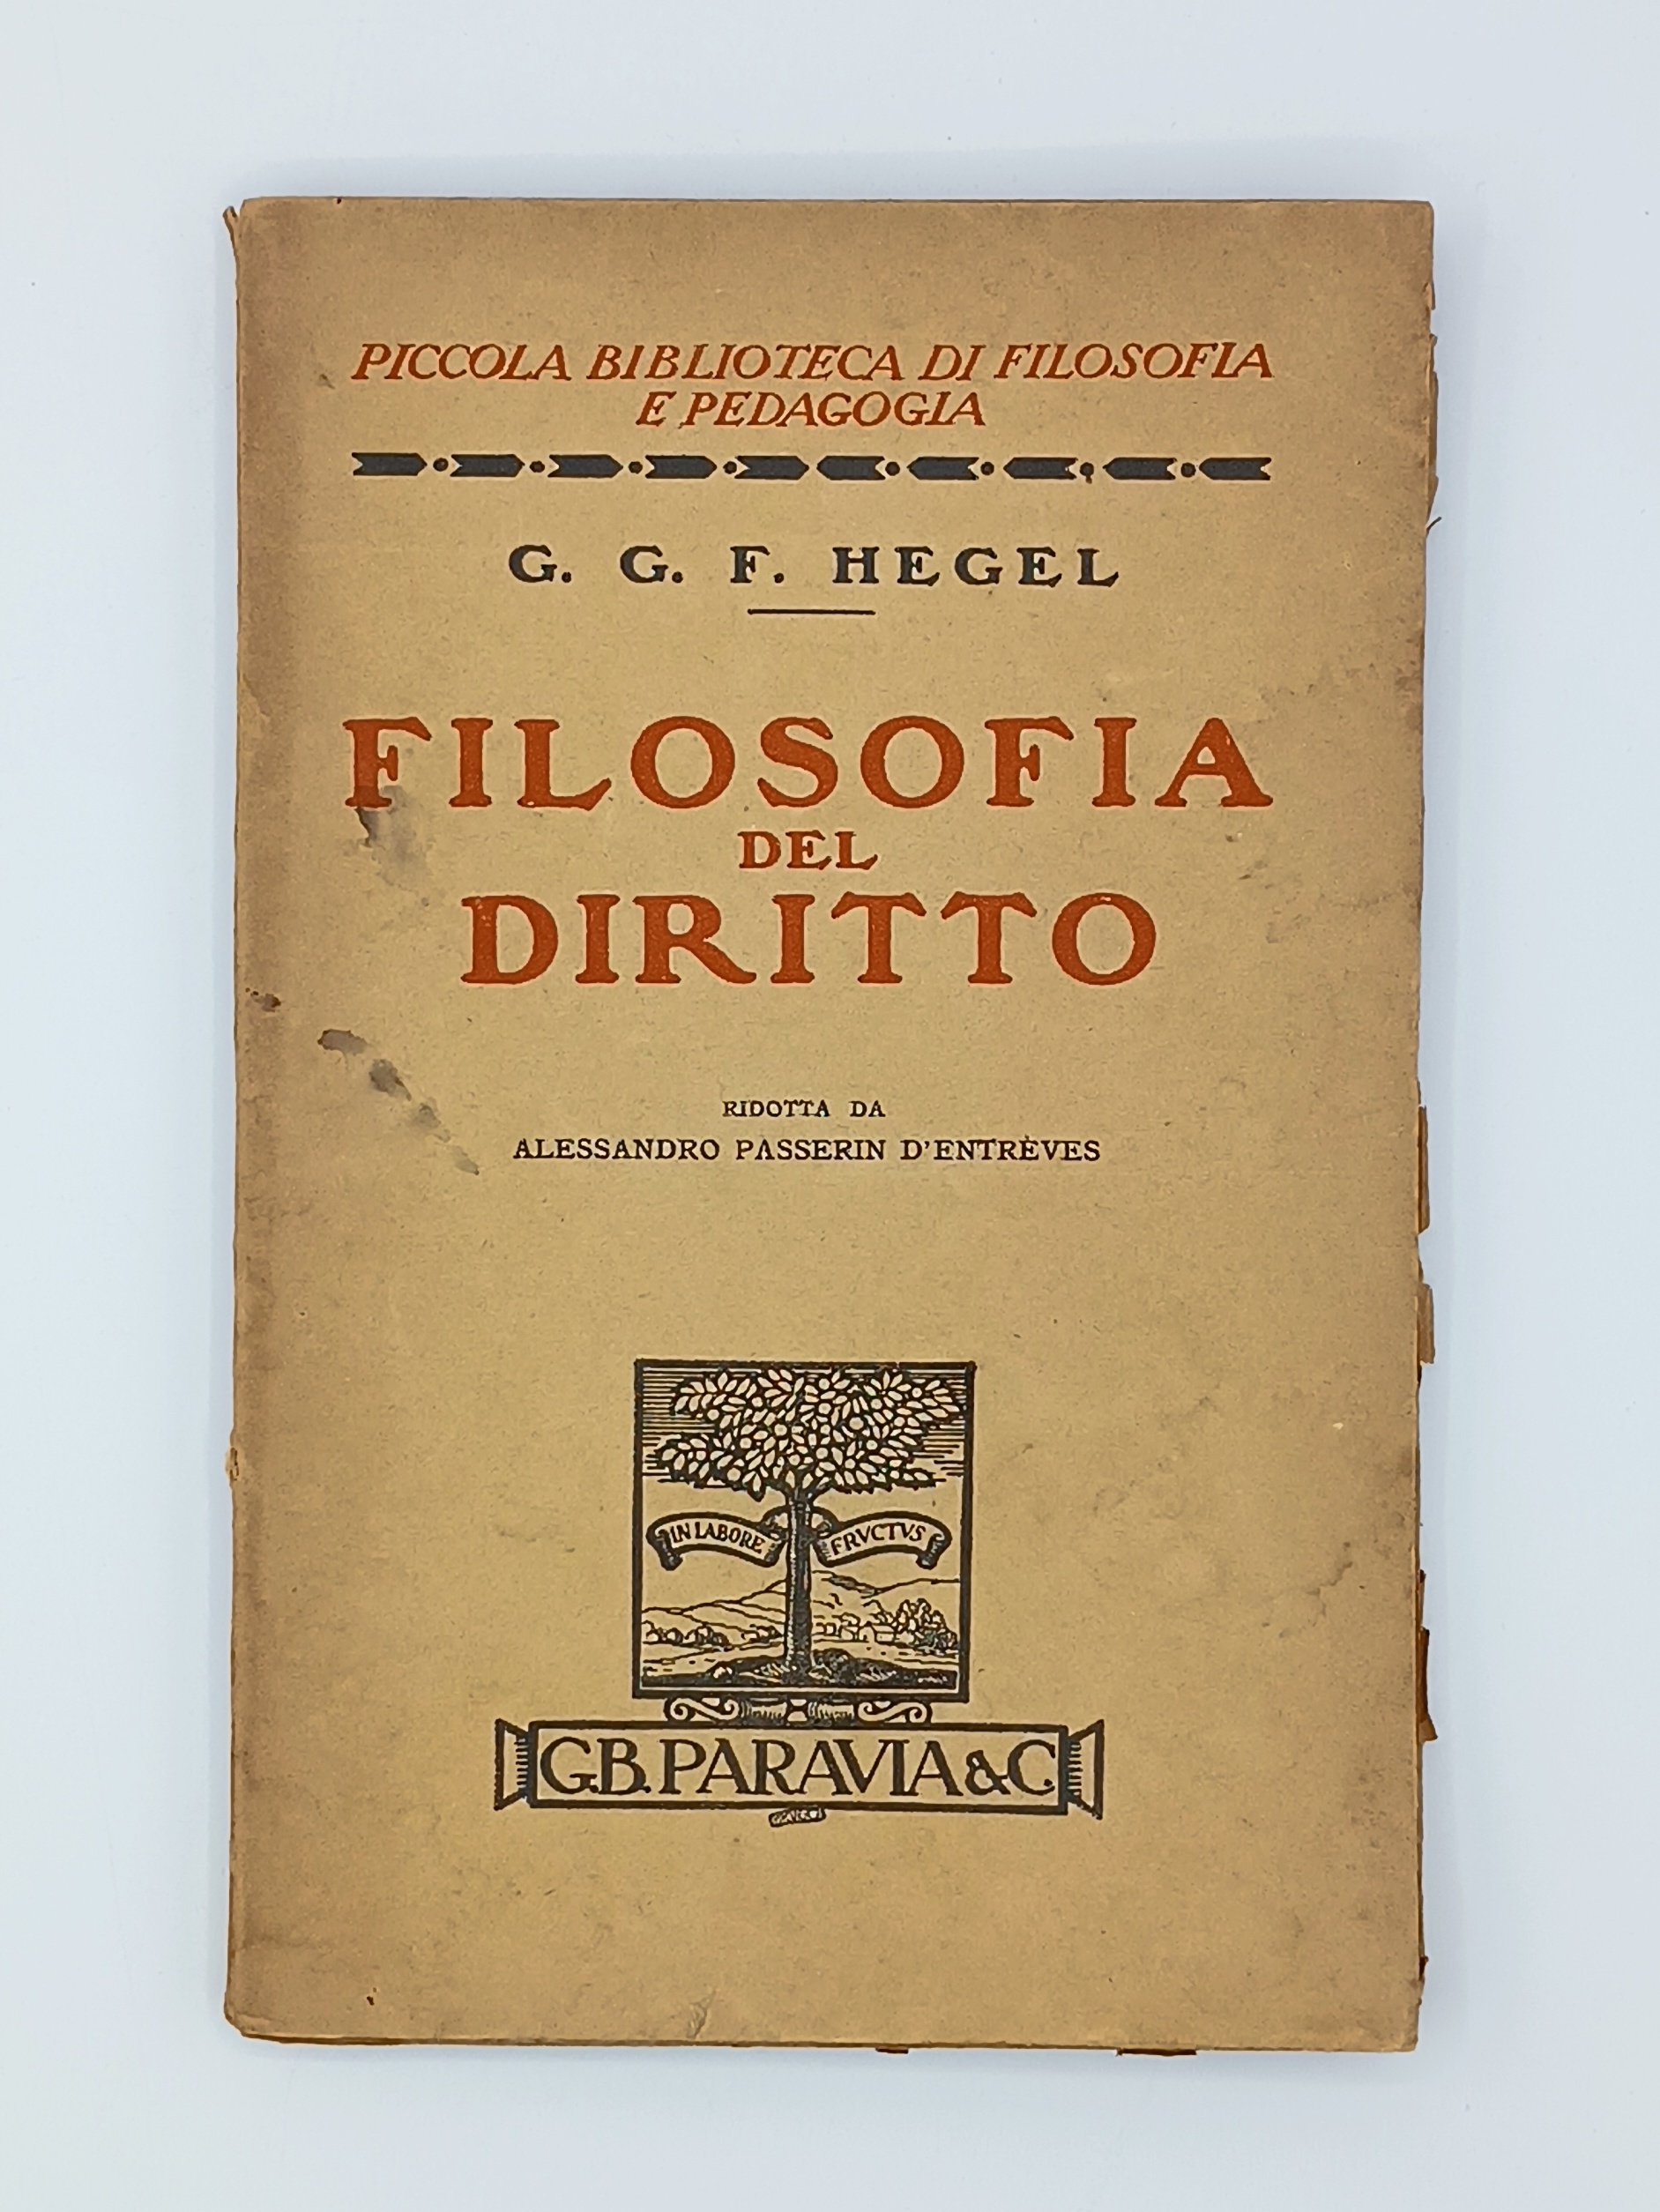 PICCOLA BIBLIOTECA DI FILOSOFIA
E PEDAGOGIA
G. G. F. HEGEL
FILOSOFIA
DEL
DIRITTO
RIDOTTA DA
ALESSANDRO PASSERIN D'ENTRÈVES
IN LABORE FRVCTVS
G.B. PARAVIA & C.